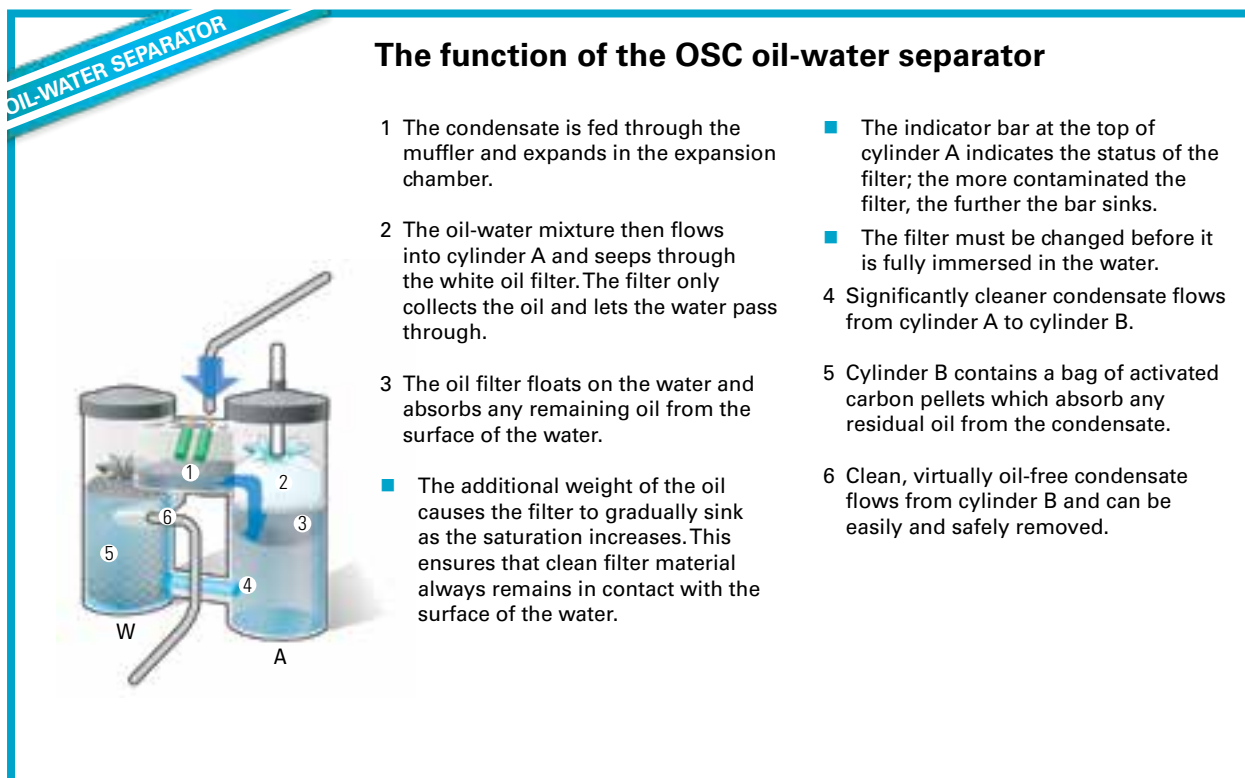 OIL-WATER SEPARATOR
The function of the OSC oil-water separator
1 The condensate is fed through the
muffler and expands in the expansion
chamber.
2 The oil-water mixture then flows
into cylinder A and seeps through
the white oil filter. The filter only
collects the oil and lets the water pass
through.
3 The oil filter floats on the water and
absorbs any remaining oil from the
surface of the water.
■ The additional weight of the oil
causes the filter to gradually sink
as the saturation increases. This
ensures that clean filter material
always remains in contact with the
surface of the water.
■ The indicator bar at the top of
cylinder A indicates the status of the
filter; the more contaminated the
filter, the further the bar sinks.
■ The filter must be changed before it
is fully immersed in the water.
4 Significantly cleaner condensate flows
from cylinder A to cylinder B.
5 Cylinder B contains a bag of activated
carbon pellets which absorb any
residual oil from the condensate.
6 Clean, virtually oil-free condensate
flows from cylinder B and can be
easily and safely removed.
1
2
3
6
5
4
W
A